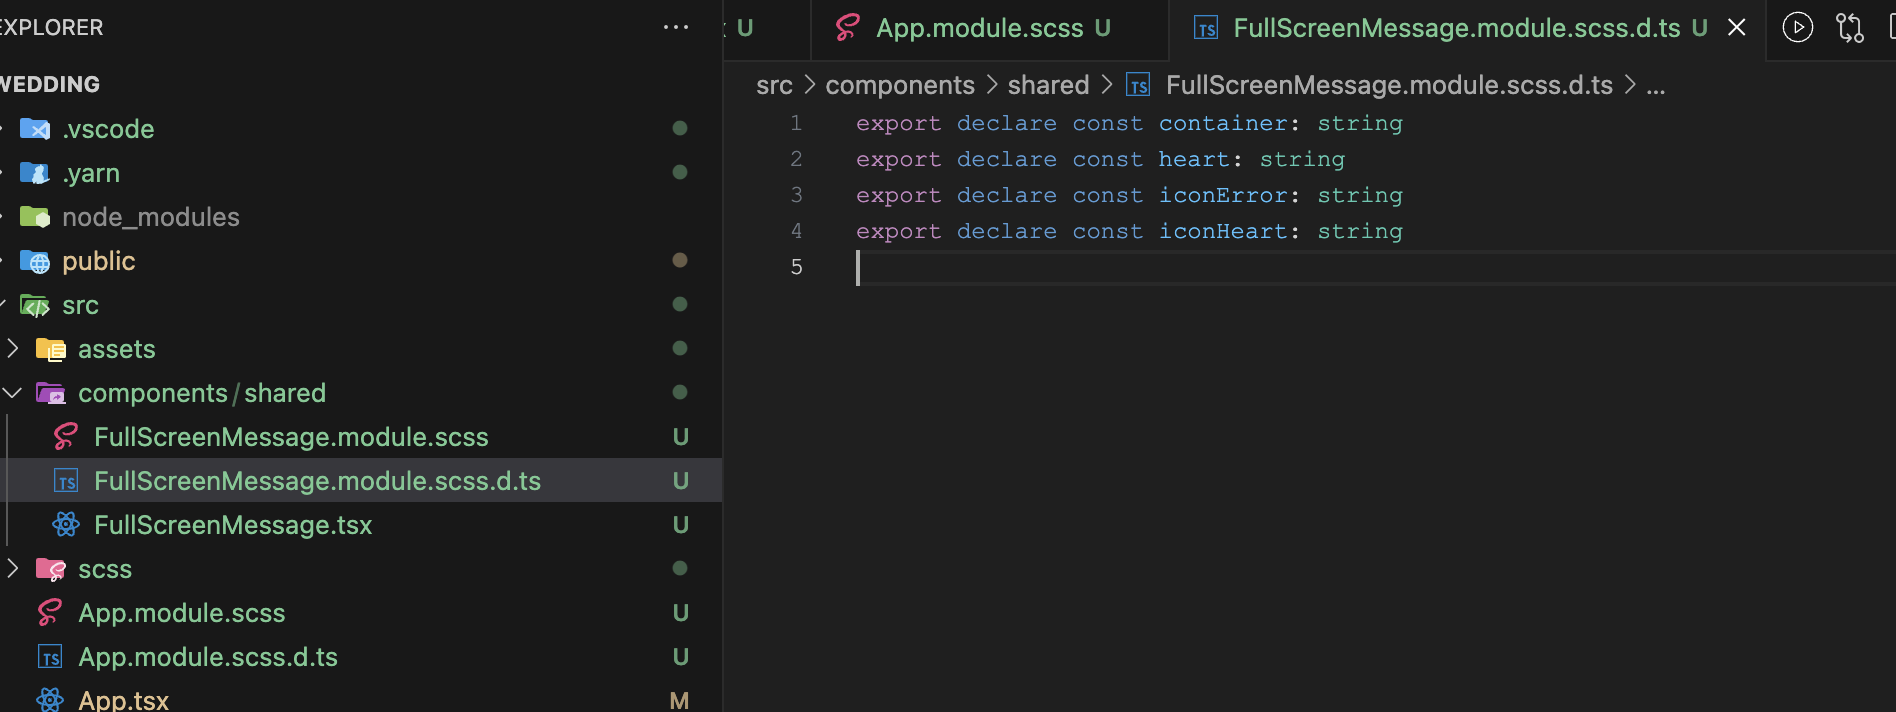 EXPLORER
WEDDING
.vscode
.yarn
node_modules
public
src
assets
components/shared
FullScreenMessage.module.scss U
FullScreenMessage.module.scss.d.ts U
FullScreenMessage.tsx U
scss
App.module.scss U
App.module.scss.d.ts U
App.tsx M
U
App.module.scss U
FullScreenMessage.module.scss.d.ts U
src > components > shared > FullScreenMessage.module.scss.d.ts > ...
1 export declare const container: string
2 export declare const heart: string
3 export declare const iconError: string
4 export declare const iconHeart: string
5